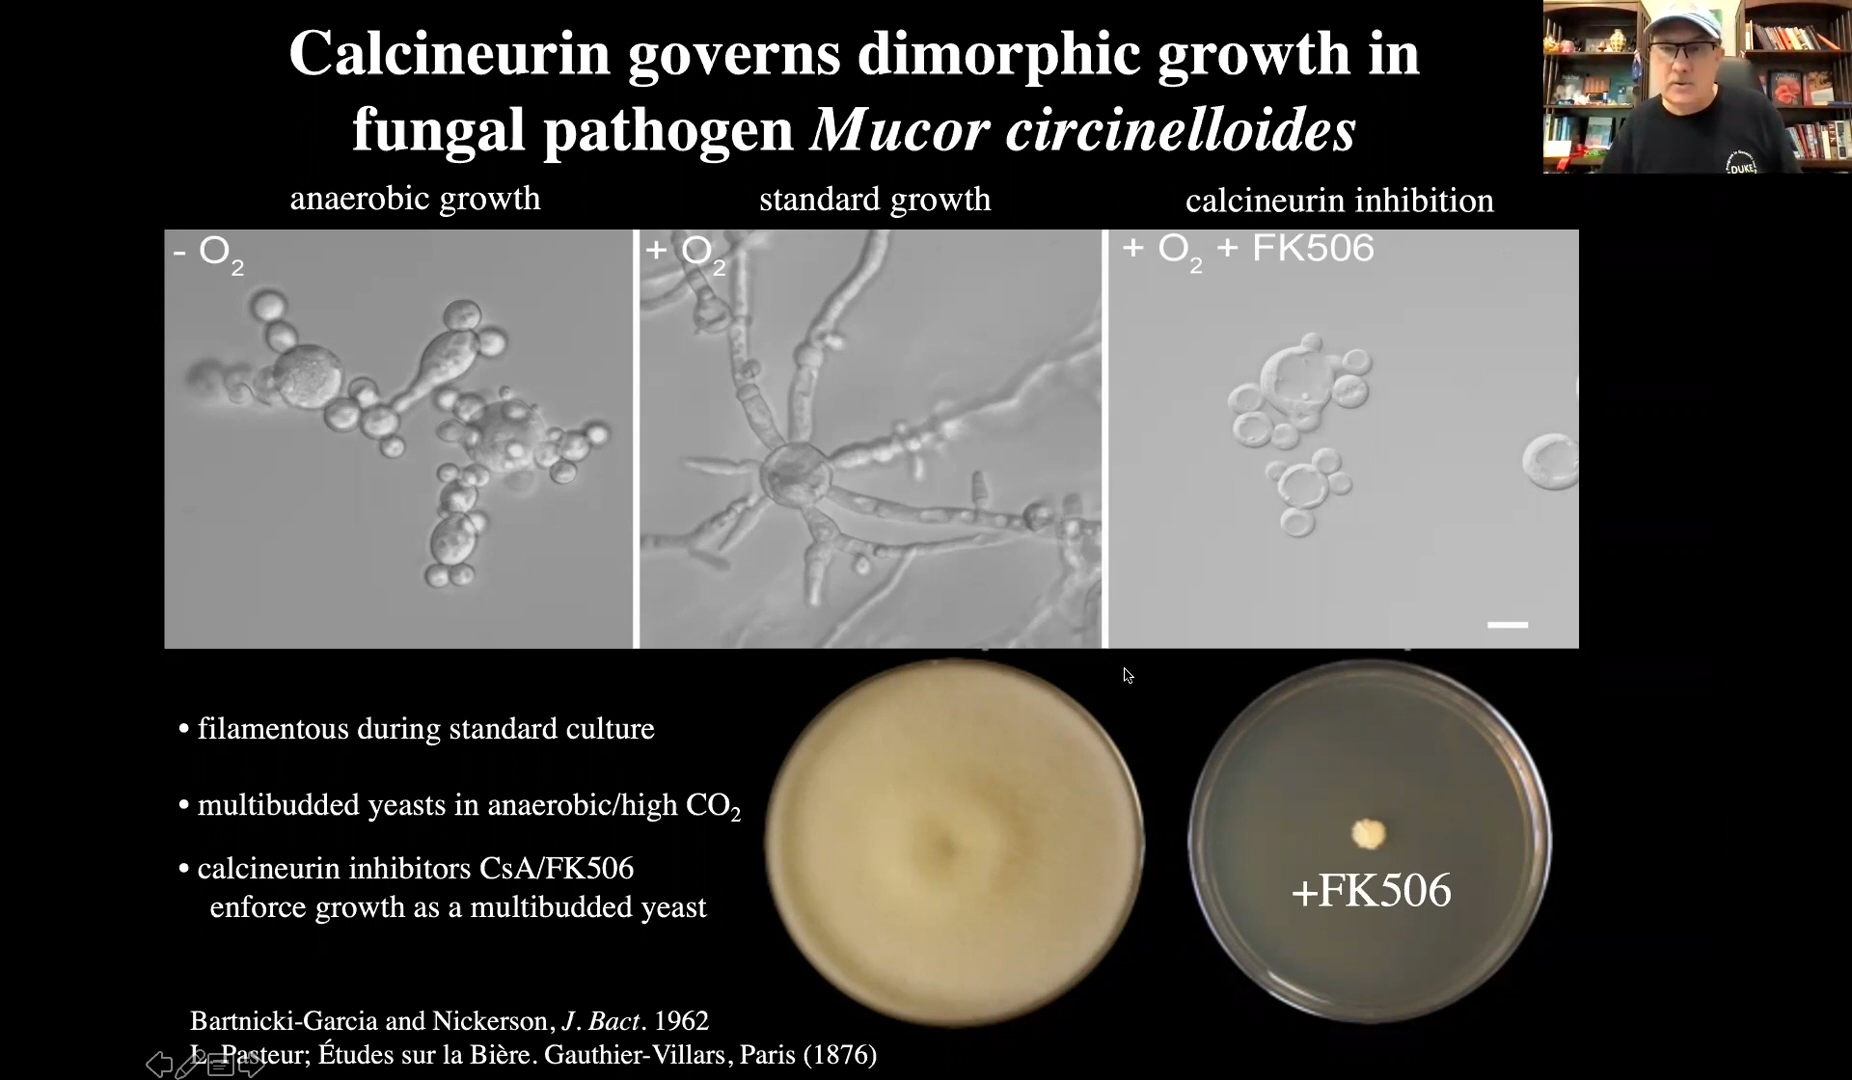 Calcineurin governs dimorphic growth in
fungal pathogen Mucor circinelloides
anaerobic growth
standard growth
calcineurin inhibition
- O2
+ O2
+ O2 + FK506
DUKE
• filamentous during standard culture
• multibudded yeasts in anaerobic/high CO2
• calcineurin inhibitors CsA/FK506
enforce growth as a multibudded yeast
+FK506
Bartnicki-Garcia and Nickerson, J. Bact. 1962
L. Pasteur; Études sur la Bière. Gauthier-Villars, Paris (1876)